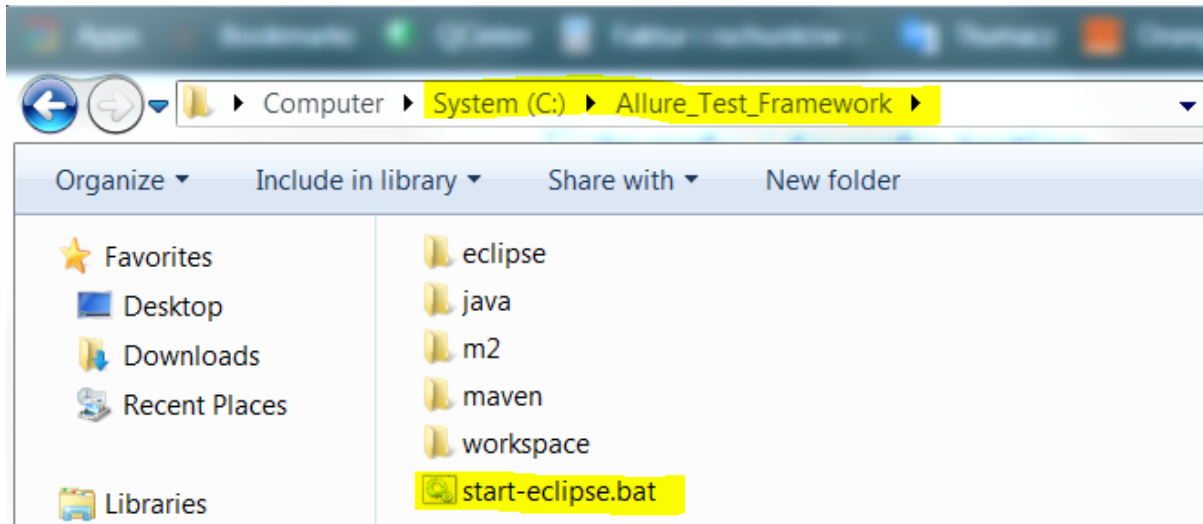 Computer System (C:) Allure_Test_Framework
Organize Include in library Share with New folder
Favorites
Desktop
Downloads
Recent Places
Libraries
eclipse
java
m2
maven
workspace
start-eclipse.bat